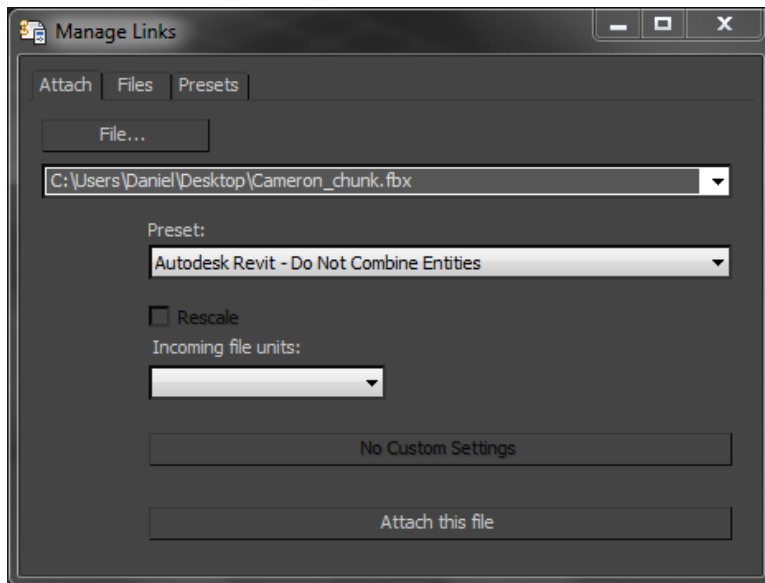 Manage Links
Attach Files Presets
File...
C:\Users\Daniel\Desktop\Cameron_chunk.fbx
Preset:
Autodesk Revit - Do Not Combine Entities
Rescale
Incoming file units:
No Custom Settings
Attach this file